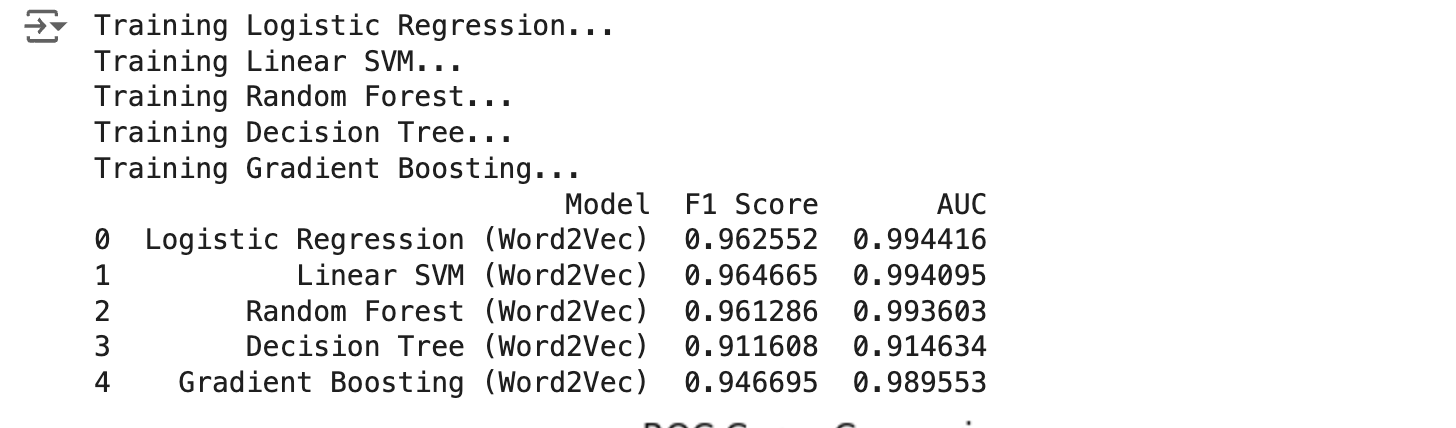 Training Logistic Regression...
Training Linear SVM...
Training Random Forest...
Training Decision Tree...
Training Gradient Boosting...
Model F1 Score AUC
0 Logistic Regression (Word2Vec) 0.962552 0.994416
1 Linear SVM (Word2Vec) 0.964665 0.994095
2 Random Forest (Word2Vec) 0.961286 0.993603
3 Decision Tree (Word2Vec) 0.911608 0.914634
4 Gradient Boosting (Word2Vec) 0.946695 0.989553